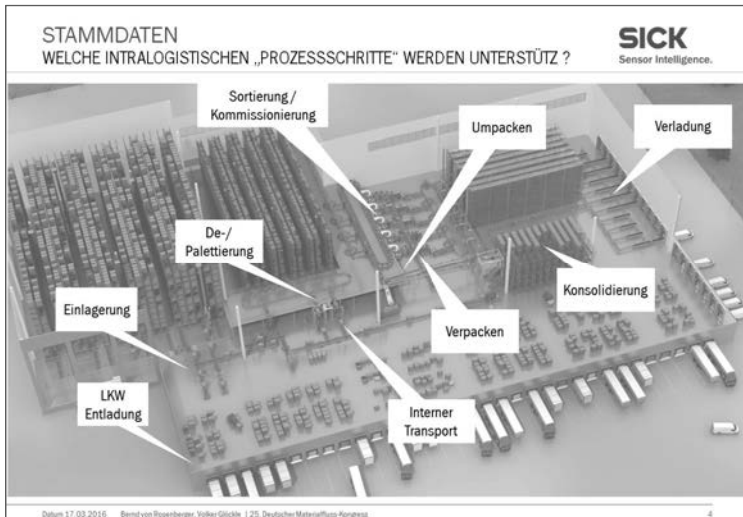 STAMMDATEN
WELCHE INTRALOGISTISCHEN „PROZESSSCHRITTE“ WERDEN UNTERSTÜTZ ?
SICK
Sensor Intelligence.
Sortierung/
Kommissionierung
Umpacken
Verladung
De-/
Palettierung
Konsolidierung
Einlagerung
Verpacken
LKW
Entladung
Interner
Transport
Datum 17.03.2016 Bernd von Rosenberger, Volker Glöckle | 25. Deutscher Materialfluss-Kongress
4